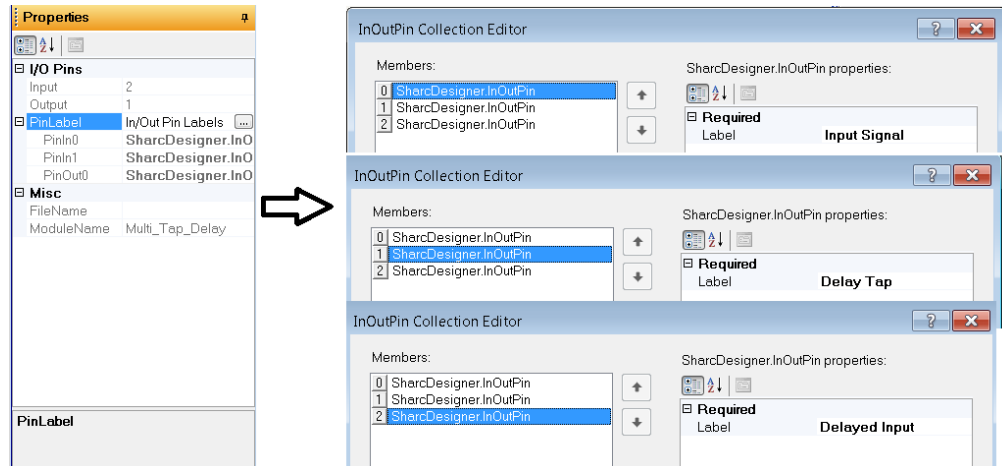 Properties
I/O Pins
Input 2
Output 1
PinLabel In/Out Pin Labels ...
PinIn0 SharcDesigner.InO
PinIn1 SharcDesigner.InO
PinOut0 SharcDesigner.InO
Misc
FileName
ModuleName Multi_Tap_Delay
PinLabel
InOutPin Collection Editor
Members:
SharcDesigner.InOutPin properties:
0 SharcDesigner.InOutPin
1 SharcDesigner.InOutPin
2 SharcDesigner.InOutPin
Required
Label Input Signal
InOutPin Collection Editor
Members:
SharcDesigner.InOutPin properties:
0 SharcDesigner.InOutPin
1 SharcDesigner.InOutPin
2 SharcDesigner.InOutPin
Required
Label Delay Tap
InOutPin Collection Editor
Members:
SharcDesigner.InOutPin properties:
0 SharcDesigner.InOutPin
1 SharcDesigner.InOutPin
2 SharcDesigner.InOutPin
Required
Label Delayed Input